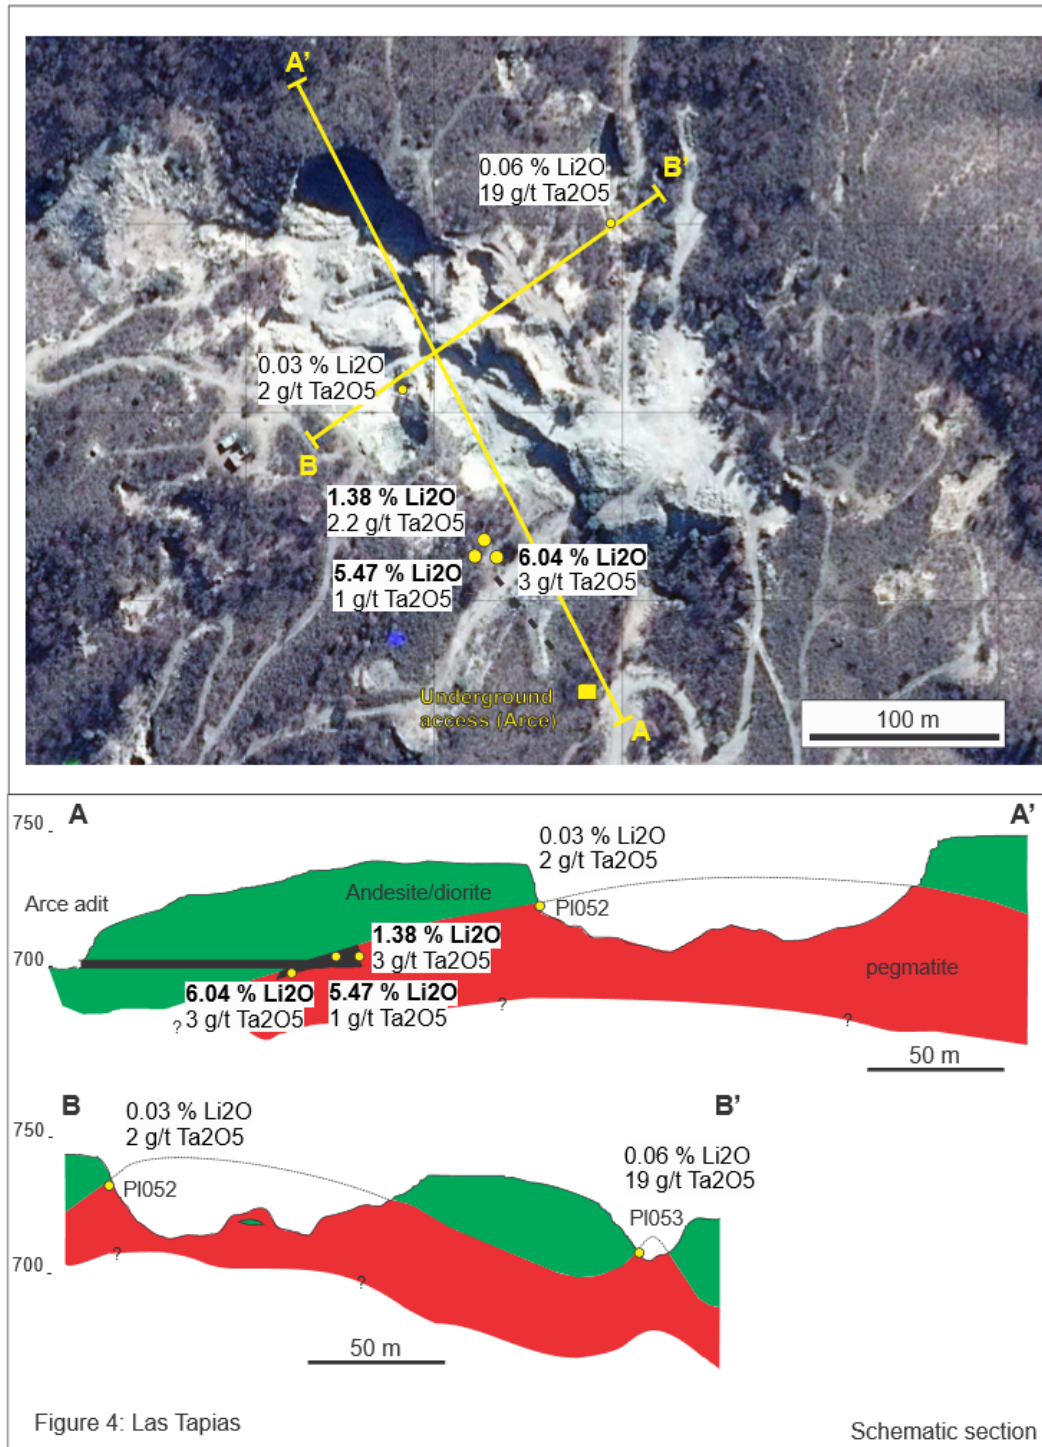 A'
0.06 % Li2O
19 g/t Ta2O5
B'
0.03 % Li2O
2 g/t Ta2O5
B
1.38 % Li2O
2.2 g/t Ta2O5
5.47 % Li2O
1 g/t Ta2O5
6.04 % Li2O
3 g/t Ta2O5
Underground
access (Arce)
A
100 m
A
A'
750 -
0.03 % Li2O
2 g/t Ta2O5
Arce adit
Andesite/diorite
PI052
1.38 % Li2O
3 g/t Ta2O5
700 -
pegmatite
6.04 % Li2O
3 g/t Ta2O5
5.47 % Li2O
1 g/t Ta2O5
?
?
?
50 m
B
B'
0.03 % Li2O
2 g/t Ta2O5
750 -
0.06 % Li2O
19 g/t Ta2O5
PI052
PI053
700 -
?
?
50 m
Figure 4: Las Tapias
Schematic section